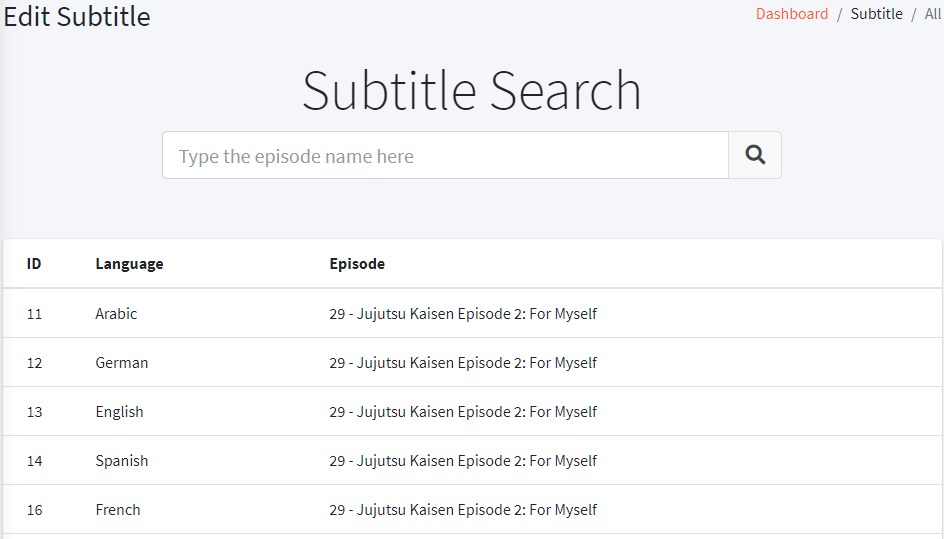 Edit Subtitle
Dashboard / Subtitle / All
Subtitle Search
Type the episode name here
ID Language Episode
11 Arabic 29 - Jujutsu Kaisen Episode 2: For Myself
12 German 29 - Jujutsu Kaisen Episode 2: For Myself
13 English 29 - Jujutsu Kaisen Episode 2: For Myself
14 Spanish 29 - Jujutsu Kaisen Episode 2: For Myself
16 French 29 - Jujutsu Kaisen Episode 2: For Myself